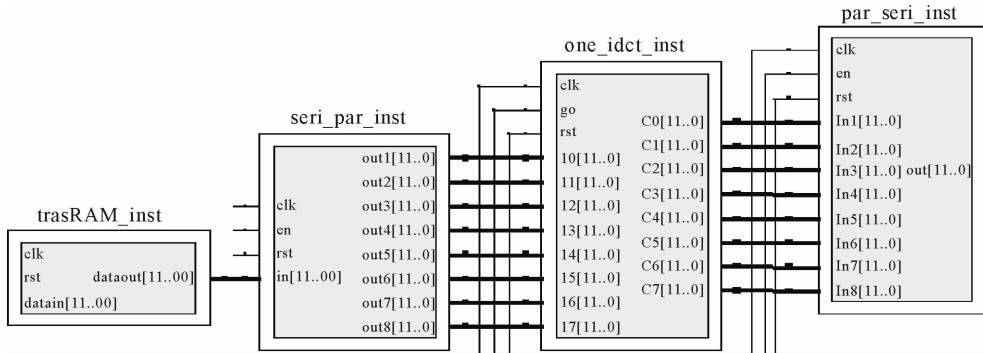 trasRAM_inst
clk
rst dataout[11..00]
datain[11..00]
seri_par_inst
out1[11..0]
out2[11..0]
clk out3[11..0]
en out4[11..0]
rst out5[11..0]
in[11..00] out6[11..0]
out7[11..0]
out8[11..0]
one_idct_inst
clk
go C0[11..0]
rst C1[11..0]
10[11..0] C2[11..0]
11[11..0] C3[11..0]
12[11..0] C4[11..0]
13[11..0] C5[11..0]
14[11..0] C6[11..0]
15[11..0] C7[11..0]
16[11..0]
17[11..0]
par_seri_inst
clk
en
rst
In1[11..0]
In2[11..0]
In3[11..0] out[11..0]
In4[11..0]
In5[11..0]
In6[11..0]
In7[11..0]
In8[11..0]